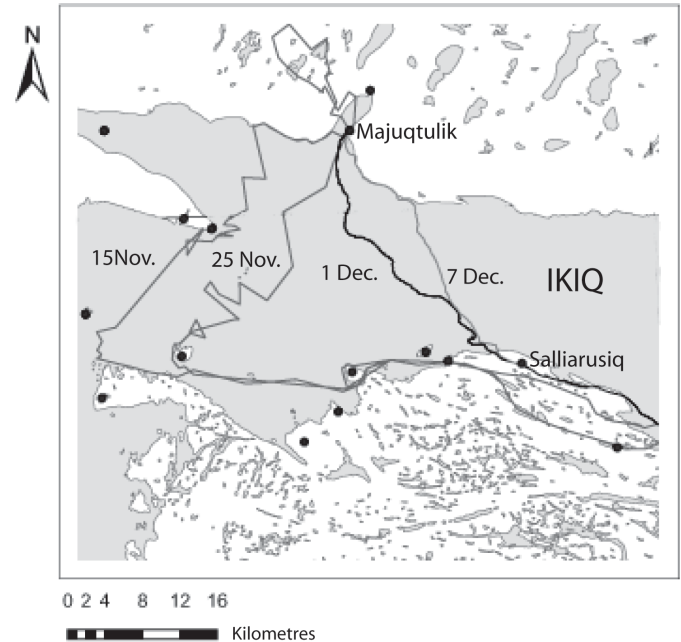 N
Majuqtulik
15Nov.
25 Nov.
1 Dec.
7 Dec.
IKIQ
Salliarusiq
0 2 4 8 12 16
Kilometres